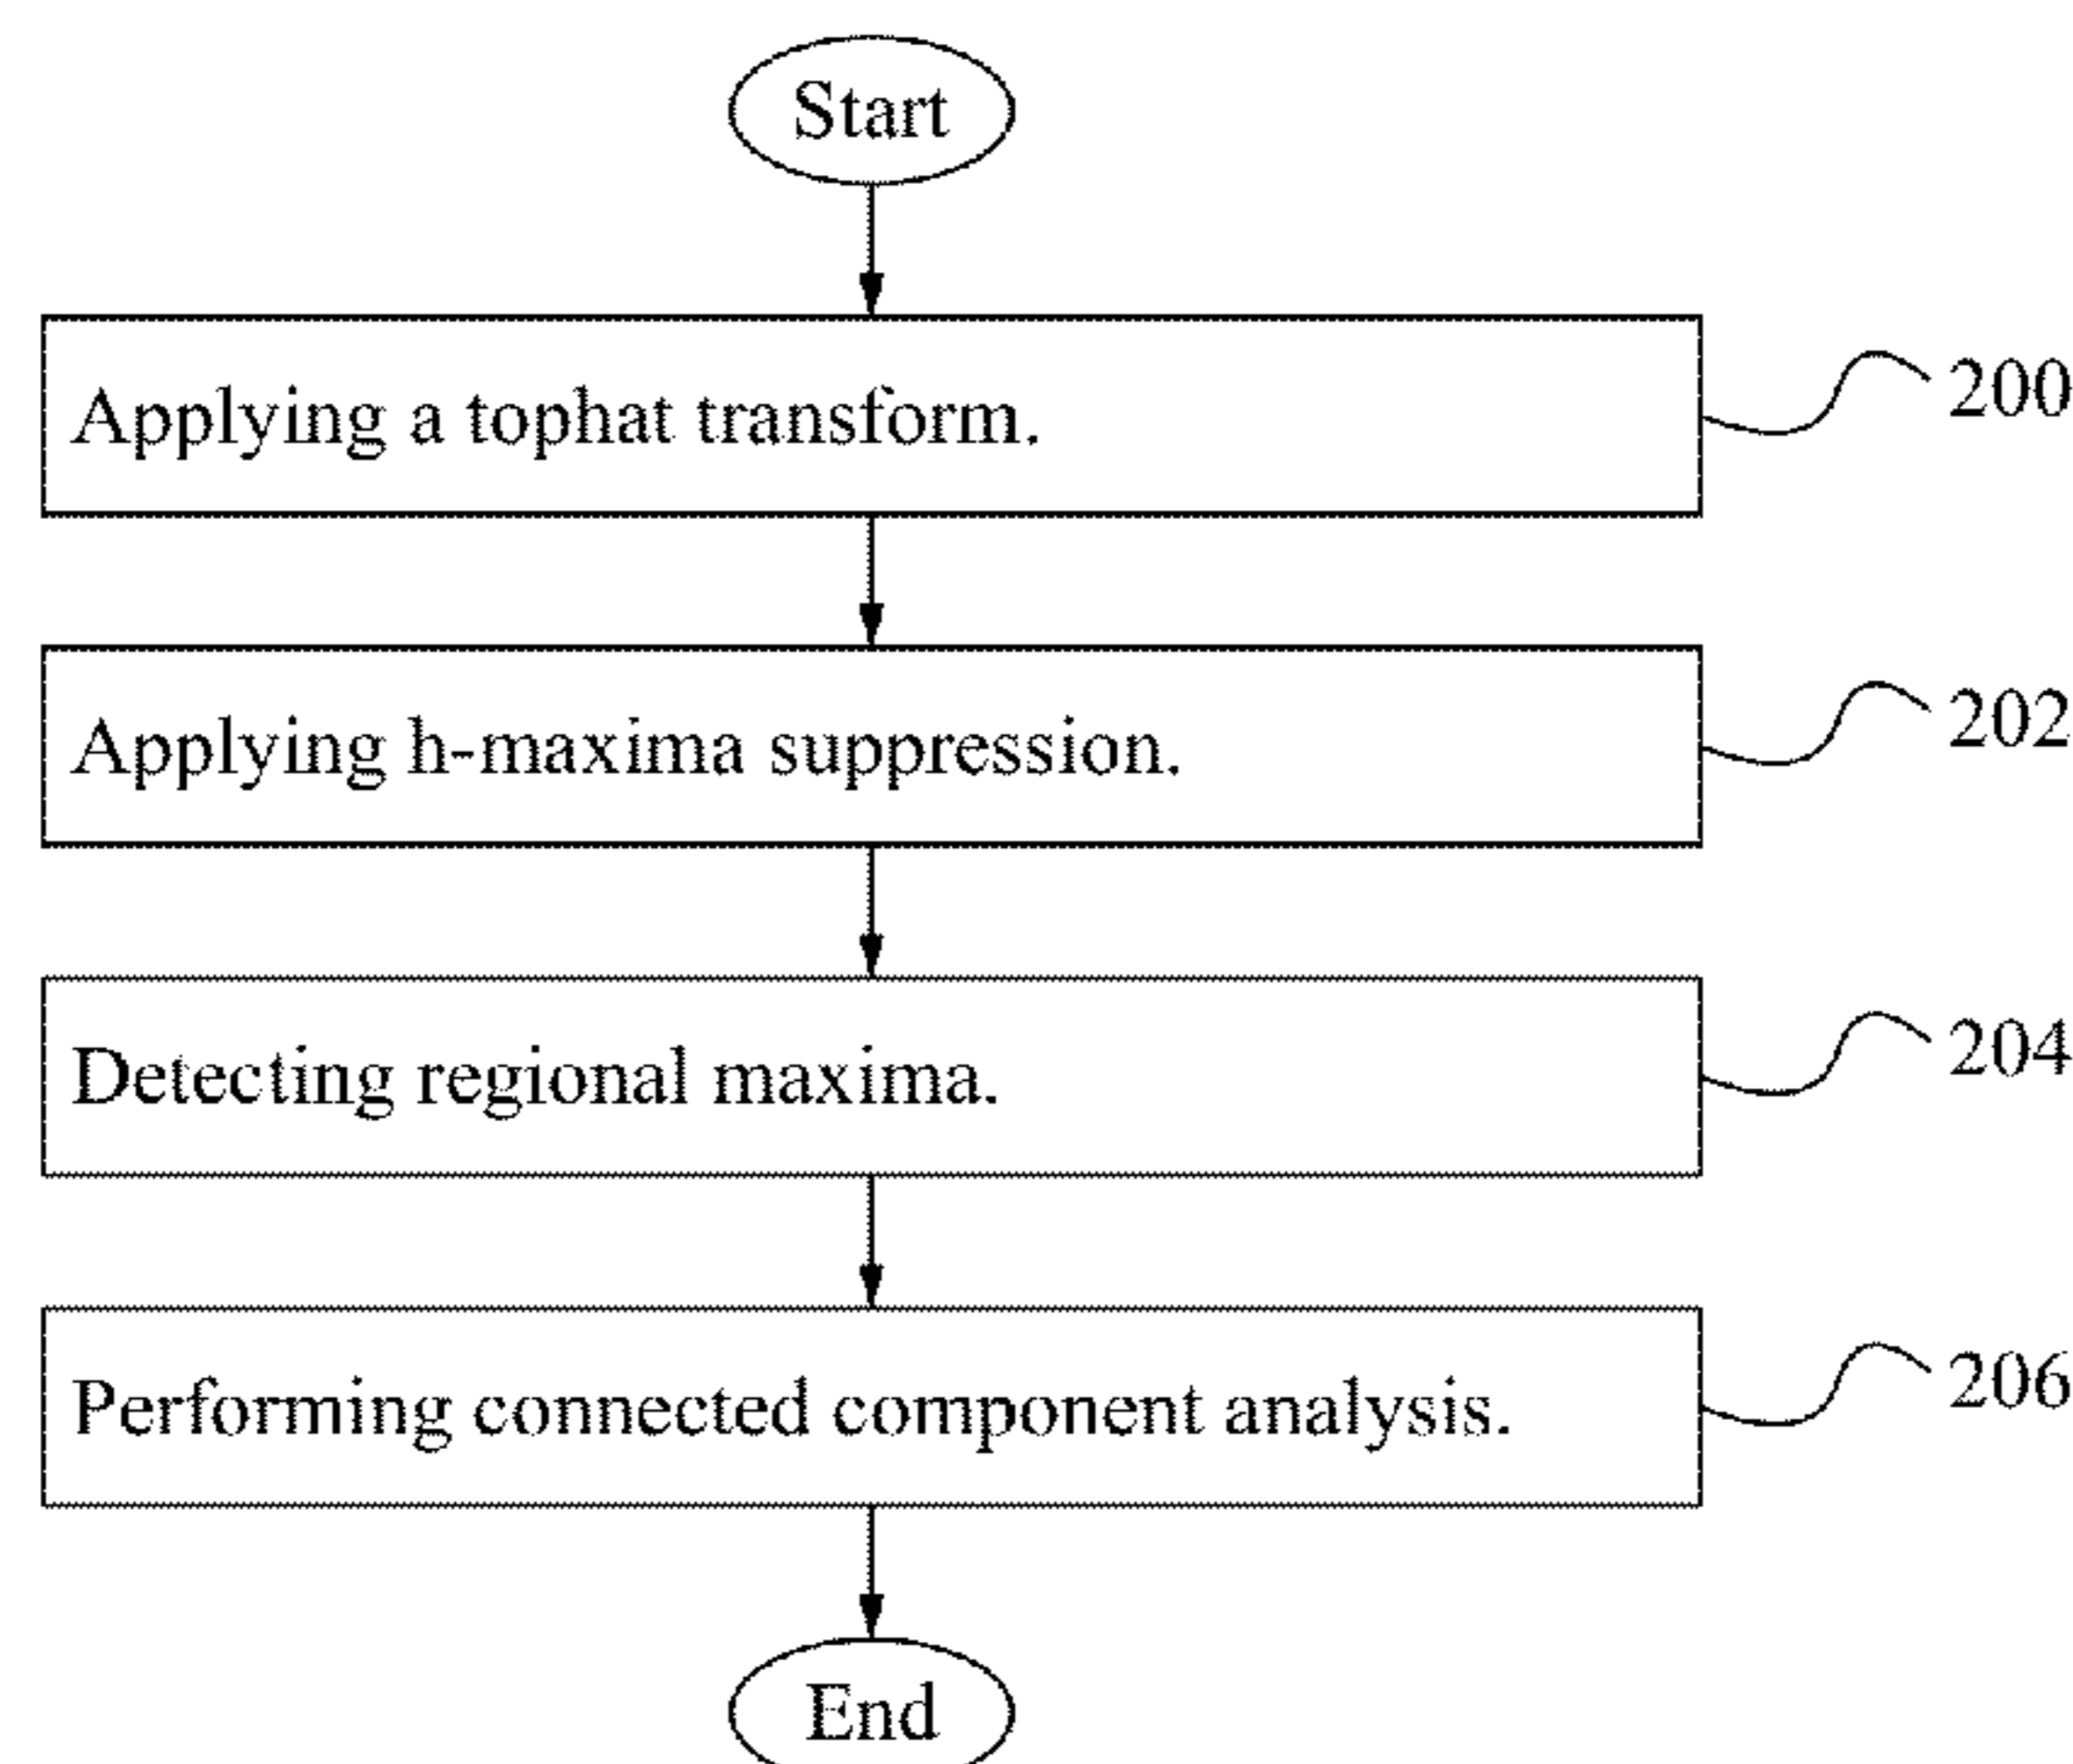 Start
Applying a tophat transform.
200
Applying h-maxima suppression.
202
Detecting regional maxima.
204
Performing connected component analysis.
206
End